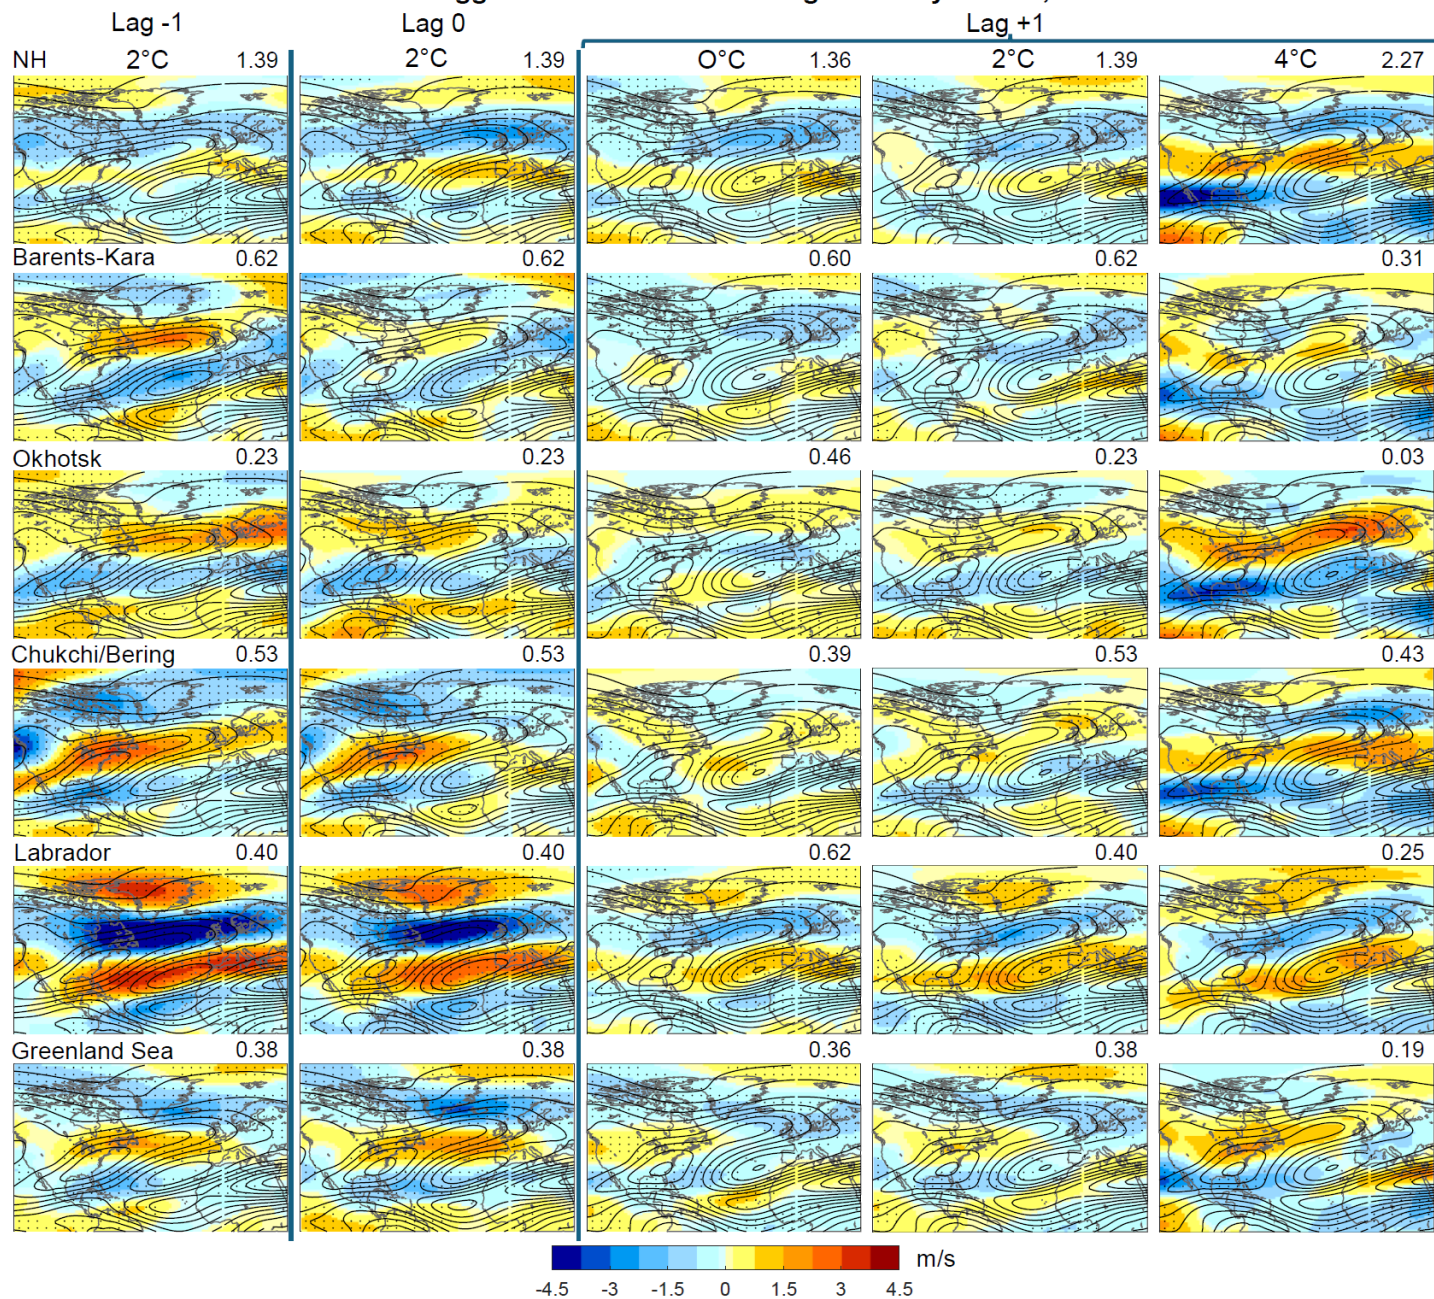 Lag -1 Lag 0 Lag +1
NH 2°C 1.39 2°C 1.39 O°C 1.36 2°C 1.39 4°C 2.27
Barents-Kara 0.62 0.62 0.60 0.62 0.31
Okhotsk 0.23 0.23 0.46 0.23 0.03
Chukchi/Bering 0.53 0.53 0.39 0.53 0.43
Labrador 0.40 0.40 0.62 0.40 0.25
Greenland Sea 0.38 0.38 0.36 0.38 0.19
m/s
-4.5 -3 -1.5 0 1.5 3 4.5